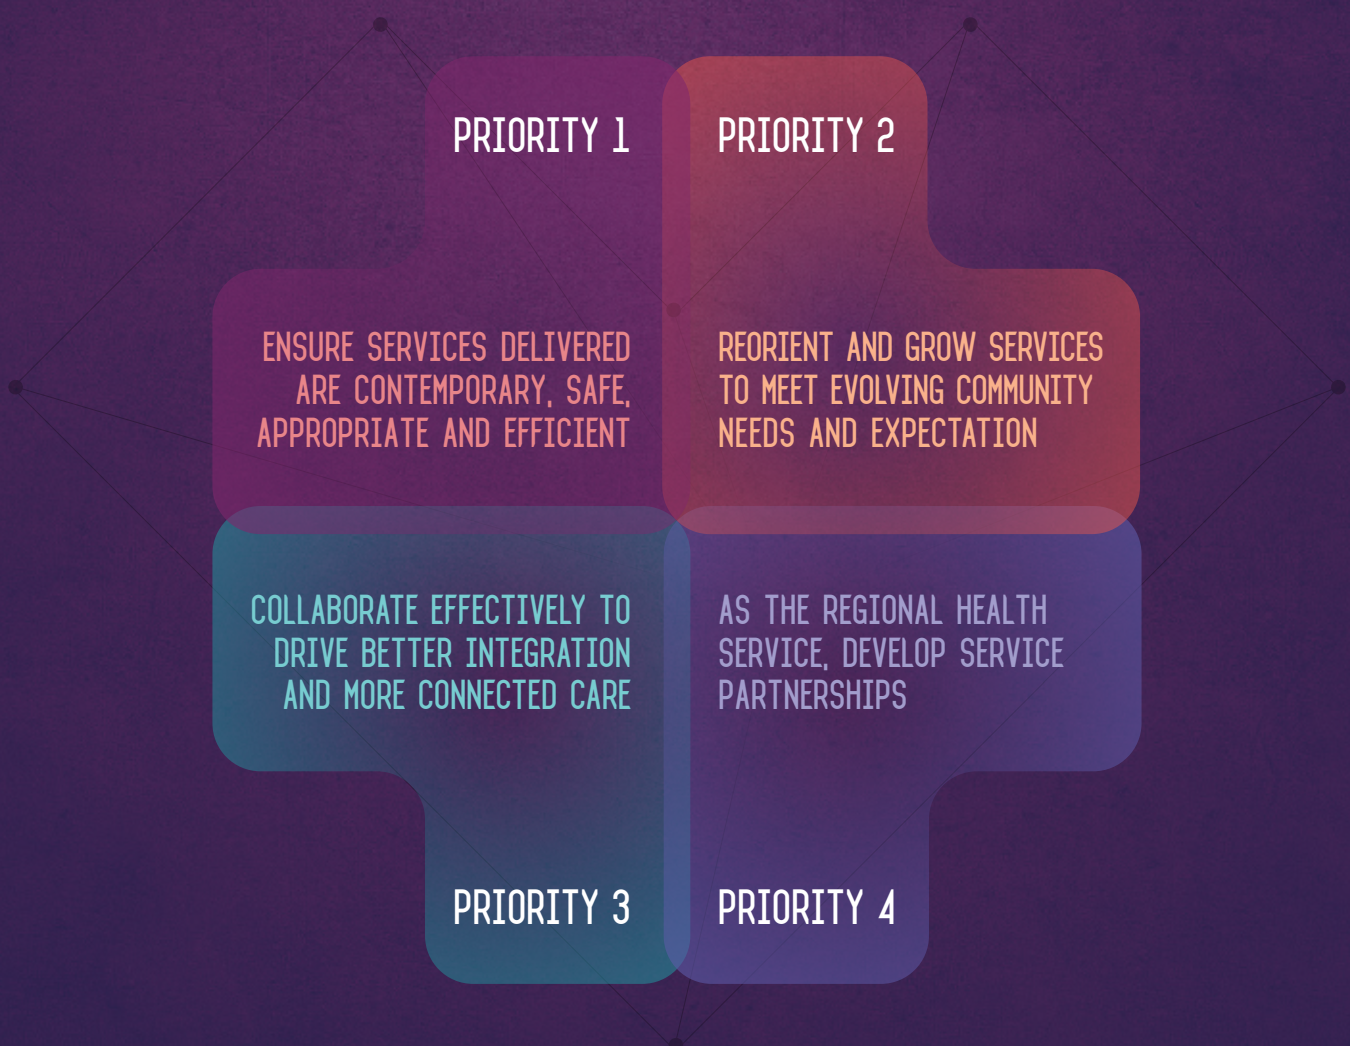 PRIORITY 1
ENSURE SERVICES DELIVERED
ARE CONTEMPORARY, SAFE,
APPROPRIATE AND EFFICIENT
PRIORITY 2
REORIENT AND GROW SERVICES
TO MEET EVOLVING COMMUNITY
NEEDS AND EXPECTATION
COLLABORATE EFFECTIVELY TO
DRIVE BETTER INTEGRATION
AND MORE CONNECTED CARE
PRIORITY 3
AS THE REGIONAL HEALTH
SERVICE, DEVELOP SERVICE
PARTNERSHIPS
PRIORITY 4